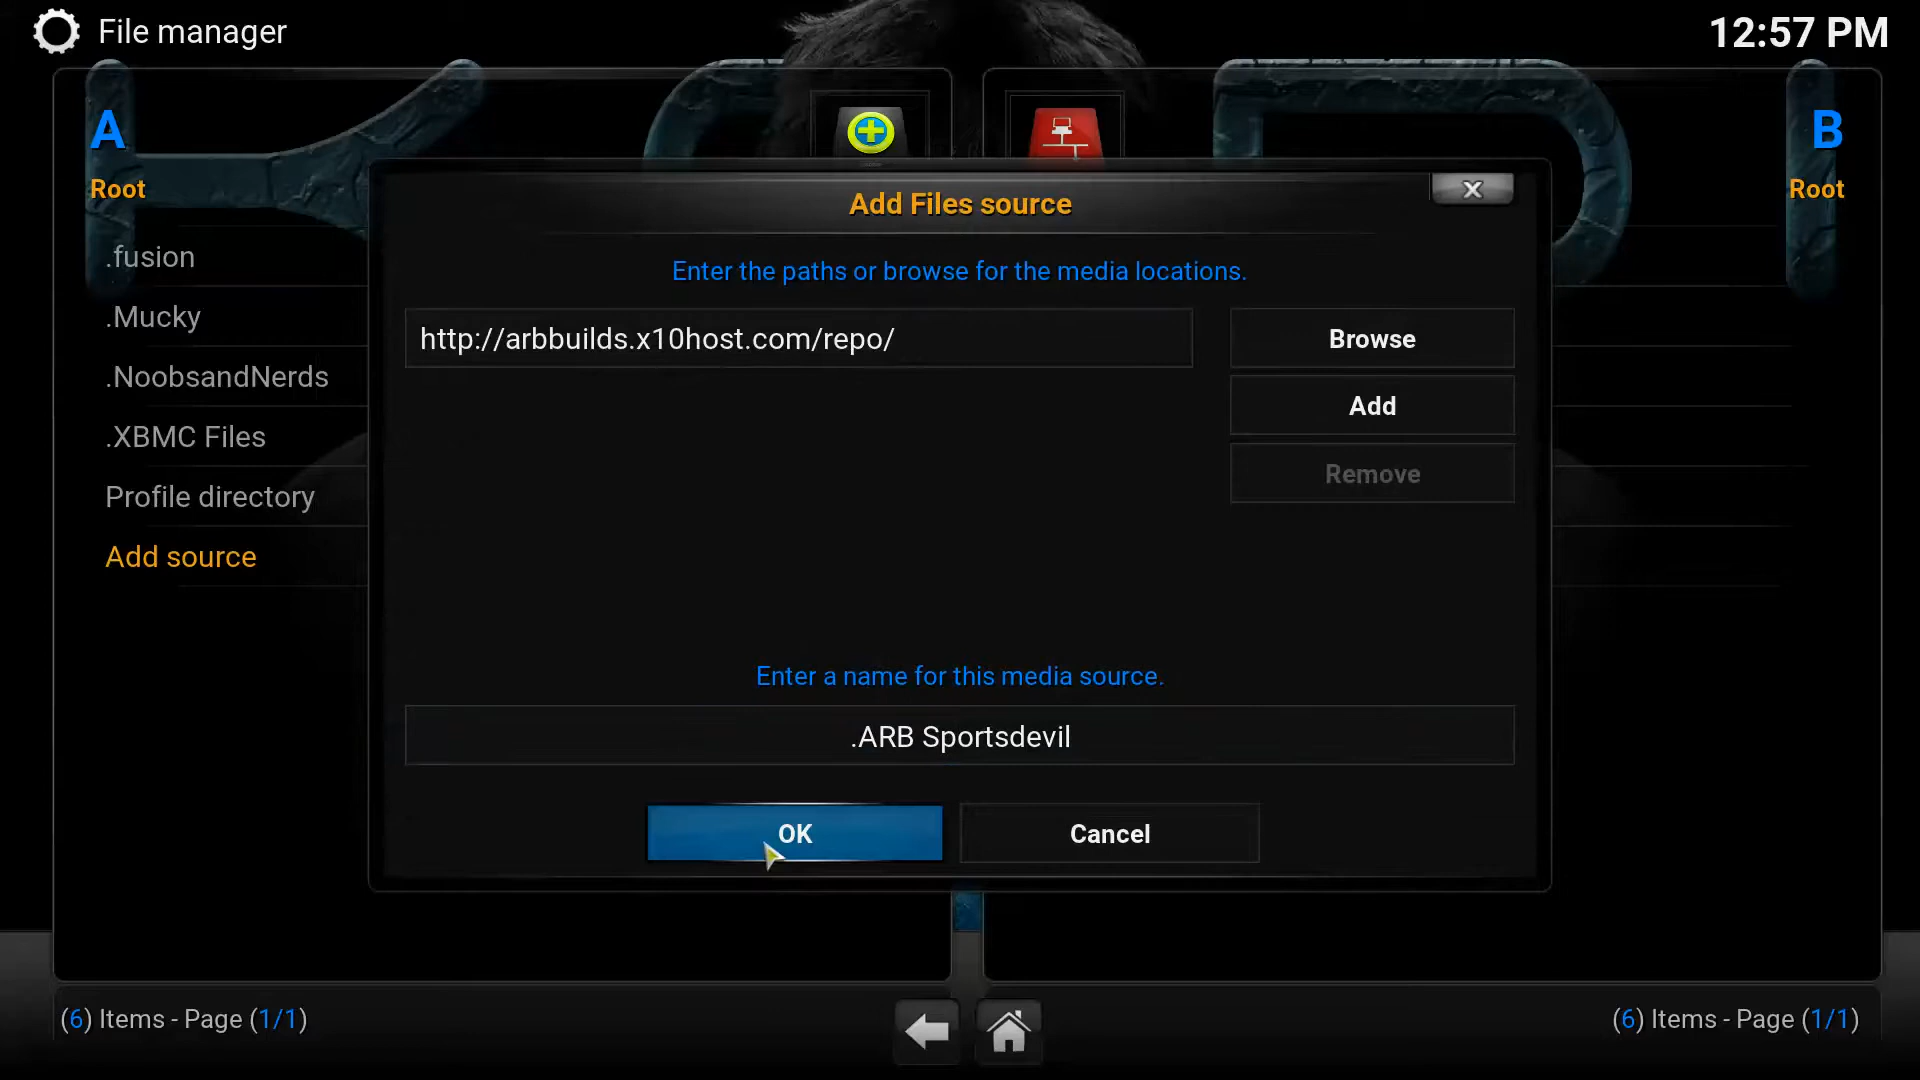 File manager
12:57 PM
A
B
Root
Root
.fusion
.Mucky
.NoobsandNerds
.XBMC Files
Profile directory
Add source
Add Files source
Enter the paths or browse for the media locations.
http://arbbuilds.x10host.com/repo/
Browse
Add
Remove
Enter a name for this media source.
.ARB Sportsdevil
OK
Cancel
(6) Items - Page (1/1)
(6) Items - Page (1/1)